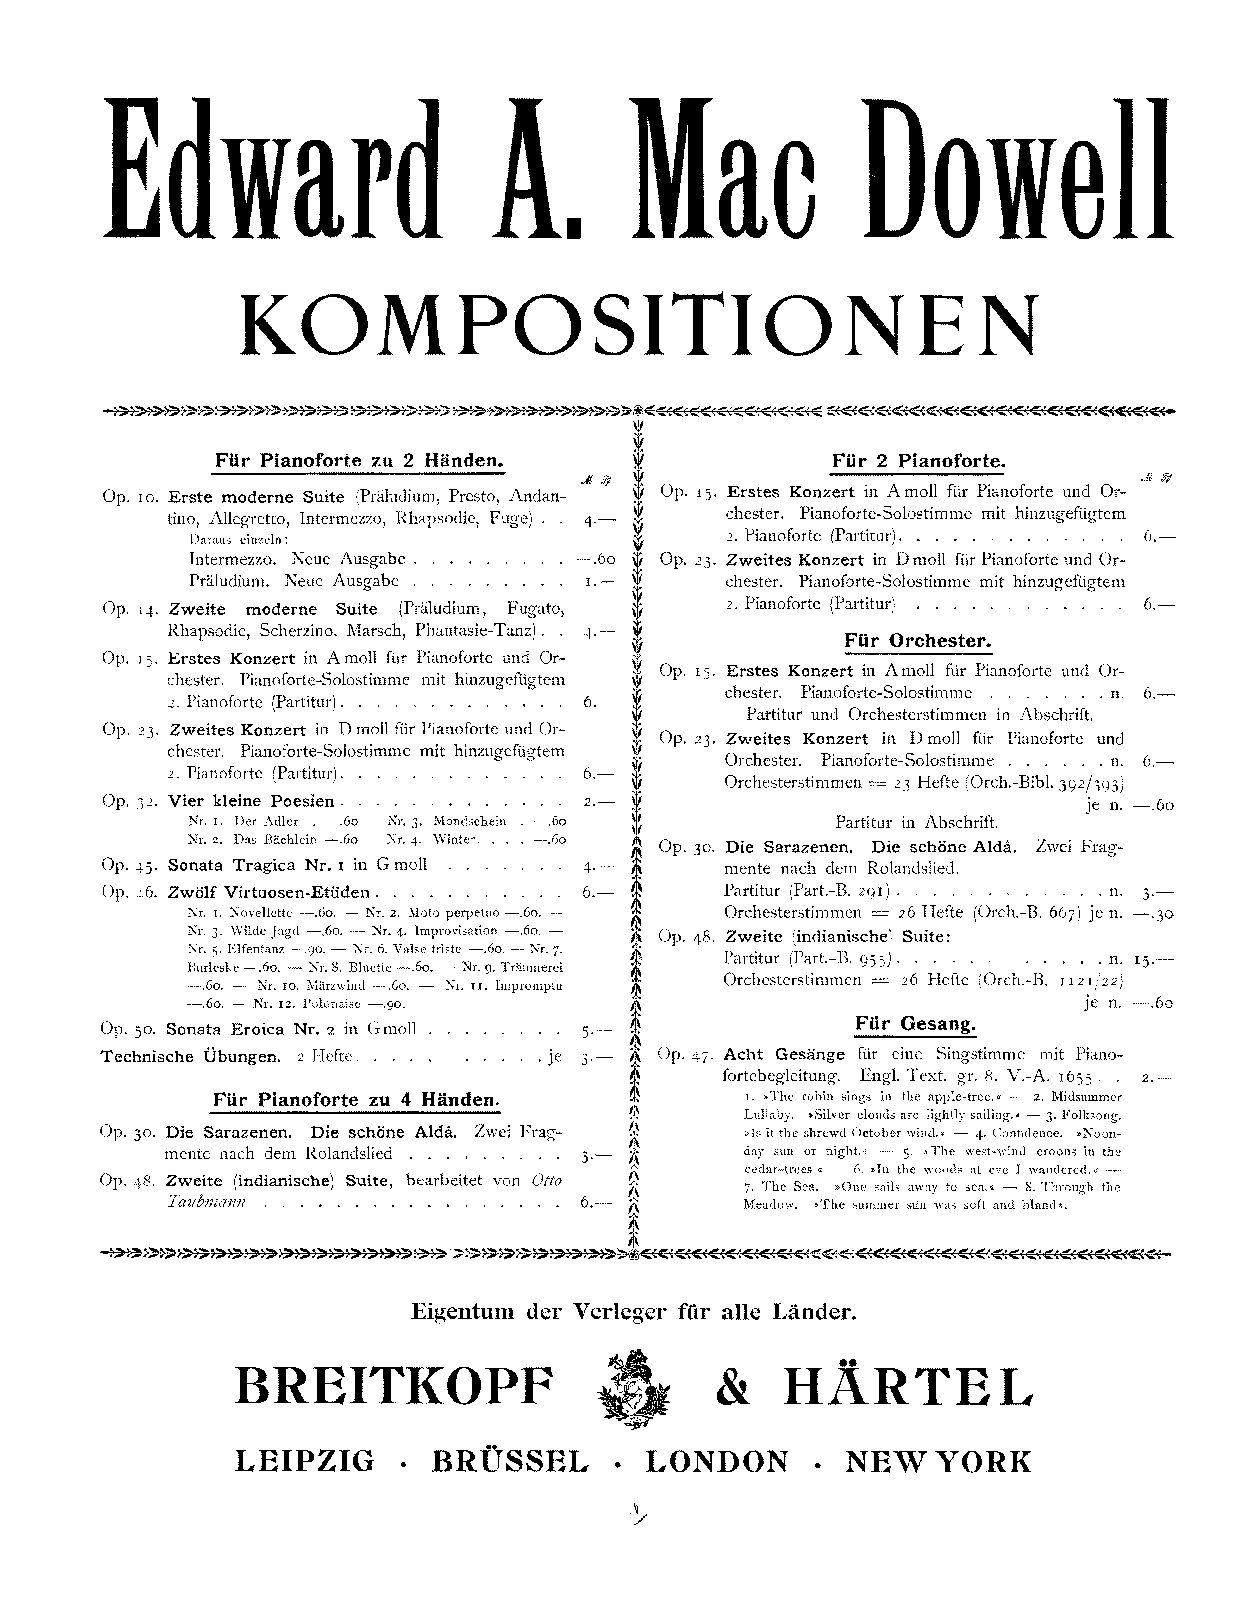 Edward A. Mac Dowell
KOMPOSITIONEN
Für Pianoforte zu 2 Händen.
ℳ ₰
Op. 10. Erste moderne Suite (Präludium, Presto, Andan-
tino, Allegretto, Intermezzo, Rhapsodie, Fuge) . . 4.—
Daraus einzeln:
Intermezzo. Neue Ausgabe . . . . . . . . . —.60
Präludium. Neue Ausgabe . . . . . . . . . 1.—
Op. 14. Zweite moderne Suite (Präludium, Fugato,
Rhapsodie, Scherzino, Marsch, Phantasie-Tanz) . . 4.—
Op. 15. Erstes Konzert in A moll für Pianoforte und Or-
chester. Pianoforte-Solostimme mit hinzugefügtem
2. Pianoforte (Partitur) . . . . . . . . . . . . . 6.
Op. 23. Zweites Konzert in D moll für Pianoforte und Or-
chester. Pianoforte-Solostimme mit hinzugefügtem
2. Pianoforte (Partitur) . . . . . . . . . . . . . 6.—
Op. 32. Vier kleine Poesien . . . . . . . . . . . . . 2.—
Nr. 1. Der Adler . .60 Nr. 3. Mondschein . .60
Nr. 2. Das Bächlein —.60 Nr. 4. Winter . . . . —.60
Op. 45. Sonata Tragica Nr. 1 in G moll . . . . . . . 4.—
Op. 46. Zwölf Virtuosen-Etüden . . . . . . . . . . . 6.—
Nr. 1. Novellette —.60. — Nr. 2. Moto perpetuo —.60. —
Nr. 3. Wilde Jagd —.60. — Nr. 4. Improvisation —.60. —
Nr. 5. Elfentanz —.90. — Nr. 6. Valse triste —.60. — Nr. 7.
Burleske —.60. — Nr. 8. Bluette —.60. — Nr. 9. Träumerei
—.60. — Nr. 10. Märzwind —.60. — Nr. 11. Impromptu
—.60. — Nr. 12. Polonaise —.90.
Op. 50. Sonata Eroica Nr. 2 in G moll . . . . . . . . 5.—
Technische Übungen. 2 Hefte . . . . . . . . . . je 3.—
Für Pianoforte zu 4 Händen.
Op. 30. Die Sarazenen. Die schöne Aldâ. Zwei Frag-
mente nach dem Rolandslied . . . . . . . . . 3.—
Op. 48. Zweite (indianische) Suite, bearbeitet von Otto
Taubmann . . . . . . . . . . . . . . . . . 6.—
Für 2 Pianoforte.
ℳ ₰
Op. 15. Erstes Konzert in A moll für Pianoforte und Or-
chester. Pianoforte-Solostimme mit hinzugefügtem
2. Pianoforte (Partitur) . . . . . . . . . . . . . 6.—
Op. 23. Zweites Konzert in D moll für Pianoforte und Or-
chester. Pianoforte-Solostimme mit hinzugefügtem
2. Pianoforte (Partitur) . . . . . . . . . . . . 6.—
Für Orchester.
Op. 15. Erstes Konzert in A moll für Pianoforte und Or-
chester. Pianoforte-Solostimme . . . . . . . n. 6.—
Partitur und Orchesterstimmen in Abschrift.
Op. 23. Zweites Konzert in D moll für Pianoforte und
Orchester. Pianoforte-Solostimme . . . . . . n. 6.—
Orchesterstimmen = 23 Hefte (Orch.-Bibl. 392/393)
je n. —.60
Partitur in Abschrift.
Op. 30. Die Sarazenen. Die schöne Aldâ. Zwei Frag-
mente nach dem Rolandslied.
Partitur (Part.-B. 291) . . . . . . . . . . . . n. 3.—
Orchesterstimmen = 26 Hefte (Orch.-B. 667) je n. —.30
Op. 48. Zweite (indianische) Suite:
Partitur (Part.-B. 955) . . . . . . . . . . . . n. 15.—
Orchesterstimmen = 26 Hefte (Orch.-B. 1121/22)
je n. —.60
Für Gesang.
Op. 47. Acht Gesänge für eine Singstimme mit Piano-
fortebegleitung. Engl. Text. gr. 8. V.-A. 1655 . . 2.—
1. »The robin sings in the apple-tree.« — 2. Midsummer
Lullaby. »Silver clouds are lightly sailing.« — 3. Folksong.
»Is it the shrewd October wind.« — 4. Confidence. »Noon-
day sun or night.« — 5. »The west-wind croons in the
cedar-trees.« 6. »In the woods at eve I wandered.« —
7. The Sea. »One sails away to sea.« — 8. Through the
Meadow. »The summer sun was soft and bland«.
Eigentum der Verleger für alle Länder.
BREITKOPF & HÄRTEL
LEIPZIG · BRÜSSEL · LONDON · NEW YORK